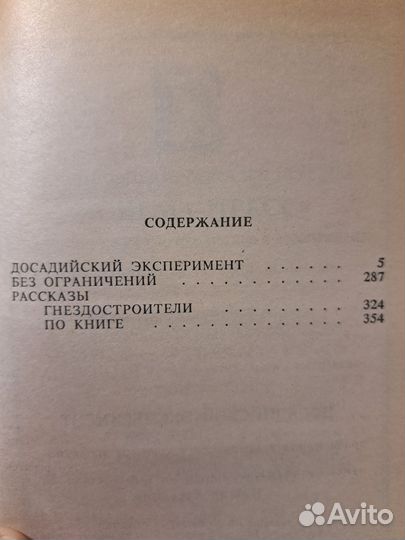 СОДЕРЖАНИЕ
ДОСАДИЙСКИЙ ЭКСПЕРИМЕНТ . . . . . . . 5
БЕЗ ОГРАНИЧЕНИЙ . . . . . . . . . . . 287
РАССКАЗЫ
ГНЕЗДОСТРОИТЕЛИ . . . . . . . . 324
ПО КНИГЕ . . . . . . . . . . . 354
Avito